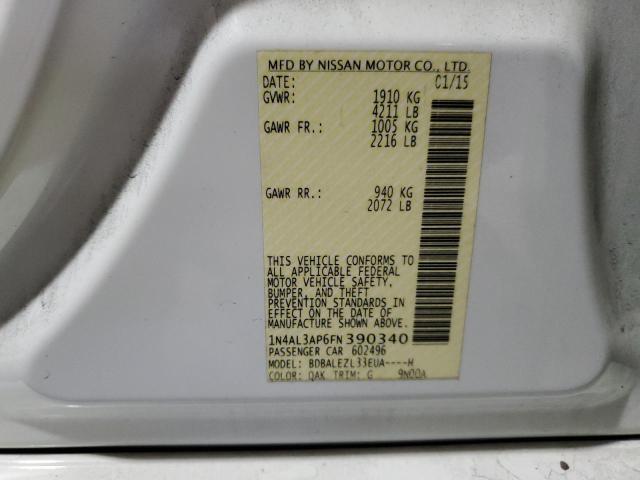 MFD BY NISSAN MOTOR CO., LTD.
DATE: 01/15
GVWR: 1910 KG
4211 LB
GAWR FR.: 1005 KG
2216 LB
GAWR RR.: 940 KG
2072 LB
THIS VEHICLE CONFORMS TO
ALL APPLICABLE FEDERAL
MOTOR VEHICLE SAFETY,
BUMPER, AND THEFT
PREVENTION STANDARDS IN
EFFECT ON THE DATE OF
MANUFACTURE SHOWN ABOVE.
1N4AL3AP6FN390340
PASSENGER CAR 602496
MODEL: BDBALEZL33EUA----H
COLOR: QAK TRIM: G 9N00A